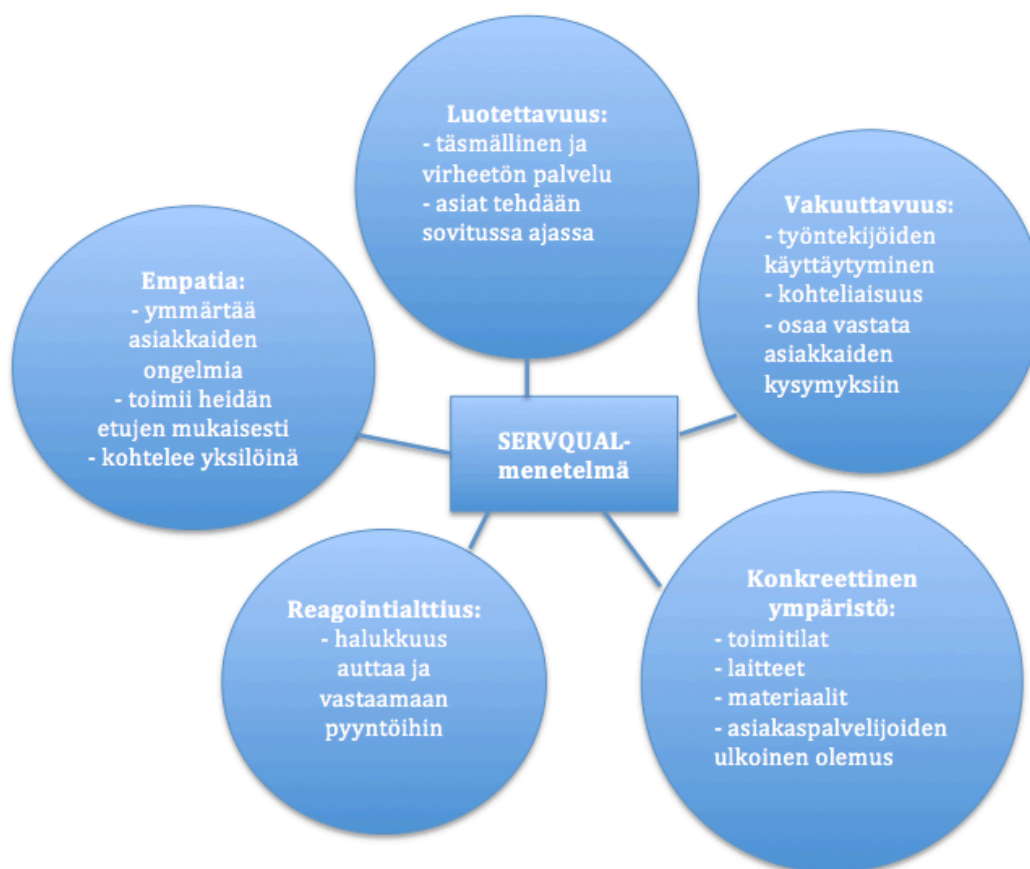 Luotettavuus:
- täsmällinen ja
virheetön palvelu
- asiat tehdään
sovitussa ajassa
Vakuuttavuus:
- työntekijöiden
käyttäytyminen
- kohteliaisuus
- osaa vastata
asiakkaiden
kysymyksiin
Empatia:
- ymmärtää
asiakkaiden
ongelmia
- toimii heidän
etujen mukaisesti
- kohtelee yksilöinä
SERVQUAL-
menetelmä
Reagointialttius:
- halukkuus
auttaa ja
vastaamaan
pyyntöihin
Konkreettinen
ympäristö:
- toimitilat
- laitteet
- materiaalit
- asiakaspalvelijoiden
ulkoinen olemus